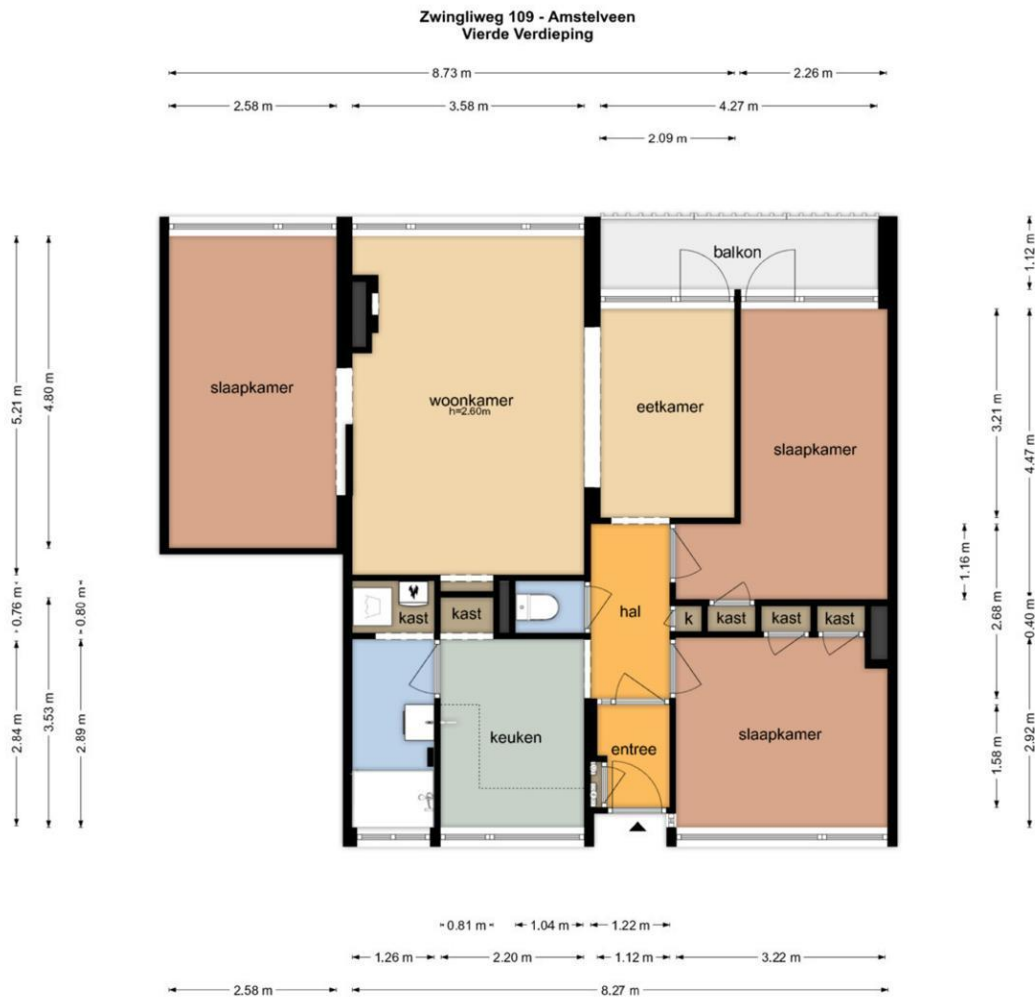 Zwingliweg 109 - Amstelveen
Vierde Verdieping
8.73 m
2.26 m
2.58 m
3.58 m
4.27 m
2.09 m
balkon
1.12 m
slaapkamer
woonkamer
h=2.60m
eetkamer
slaapkamer
5.21 m
4.80 m
3.21 m
4.47 m
1.16 m
0.76 m
0.80 m
kast
kast
hal
k
kast
kast
kast
2.68 m
0.40 m
2.84 m
3.53 m
2.89 m
keuken
entree
slaapkamer
1.58 m
2.92 m
0.81 m
1.04 m
1.22 m
1.26 m
2.20 m
1.12 m
3.22 m
2.58 m
8.27 m